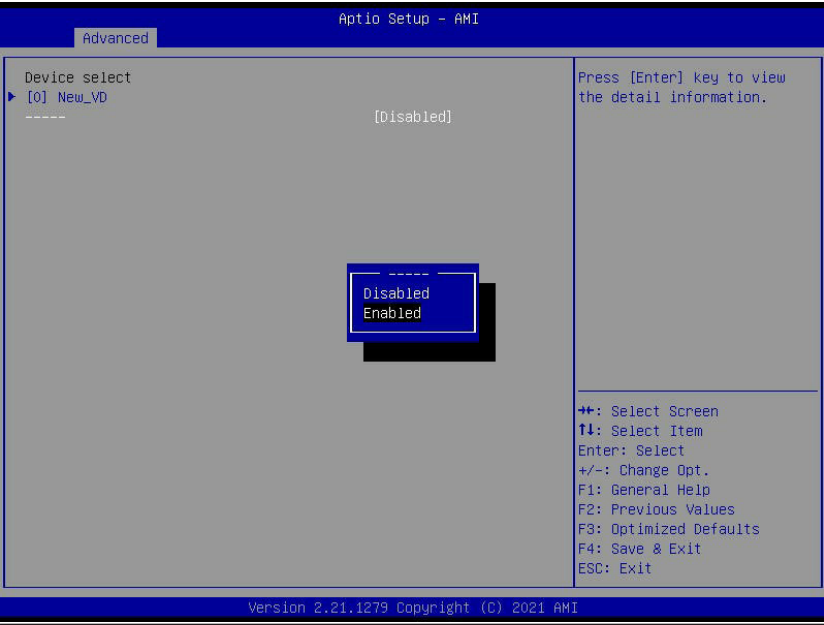 Aptio Setup – AMI
Advanced
Device select
▶ [0] New_VD
----- [Disabled]
Press [Enter] key to view
the detail information.
-----
Disabled
Enabled
→←: Select Screen
↑↓: Select Item
Enter: Select
+/-: Change Opt.
F1: General Help
F2: Previous Values
F3: Optimized Defaults
F4: Save & Exit
ESC: Exit
Version 2.21.1279 Copyright (C) 2021 AMI